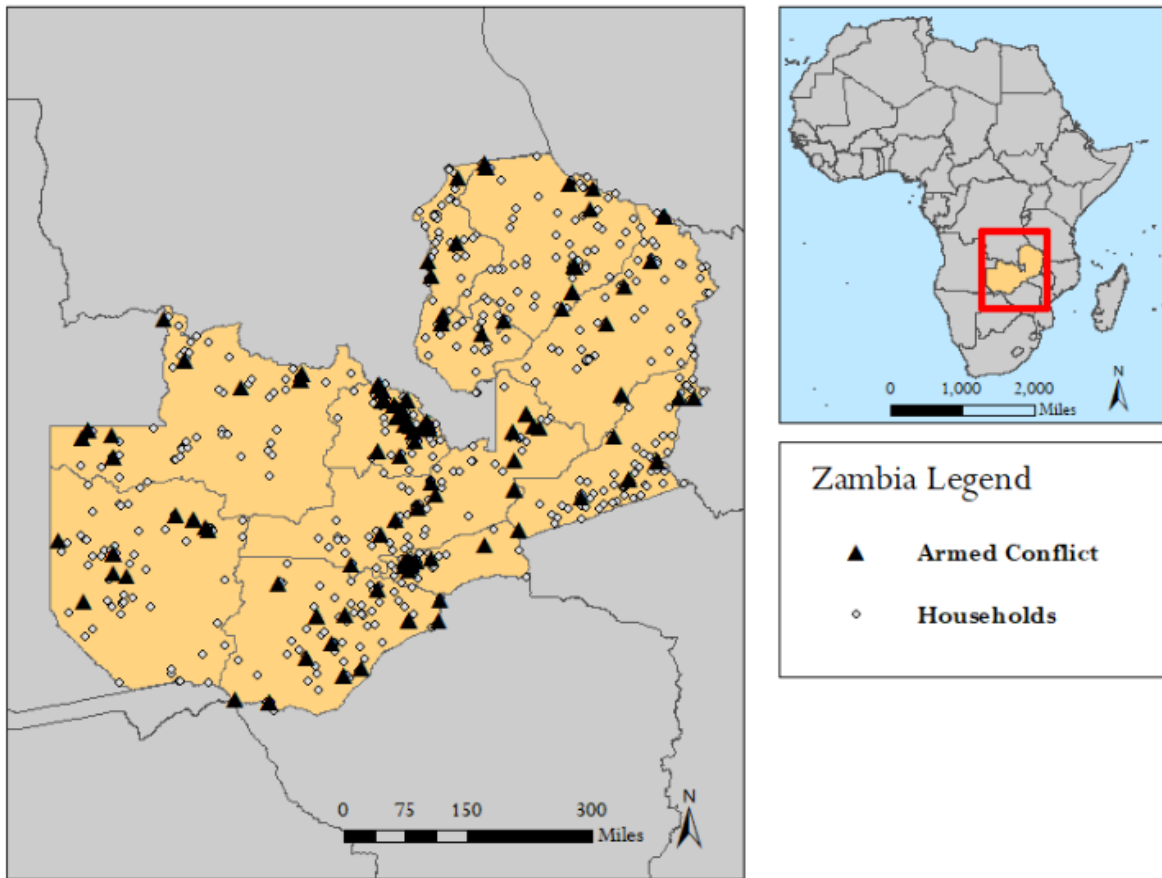 N
0 1,000 2,000
Miles
Zambia Legend
Armed Conflict
Households
0 75 150 300
Miles
N